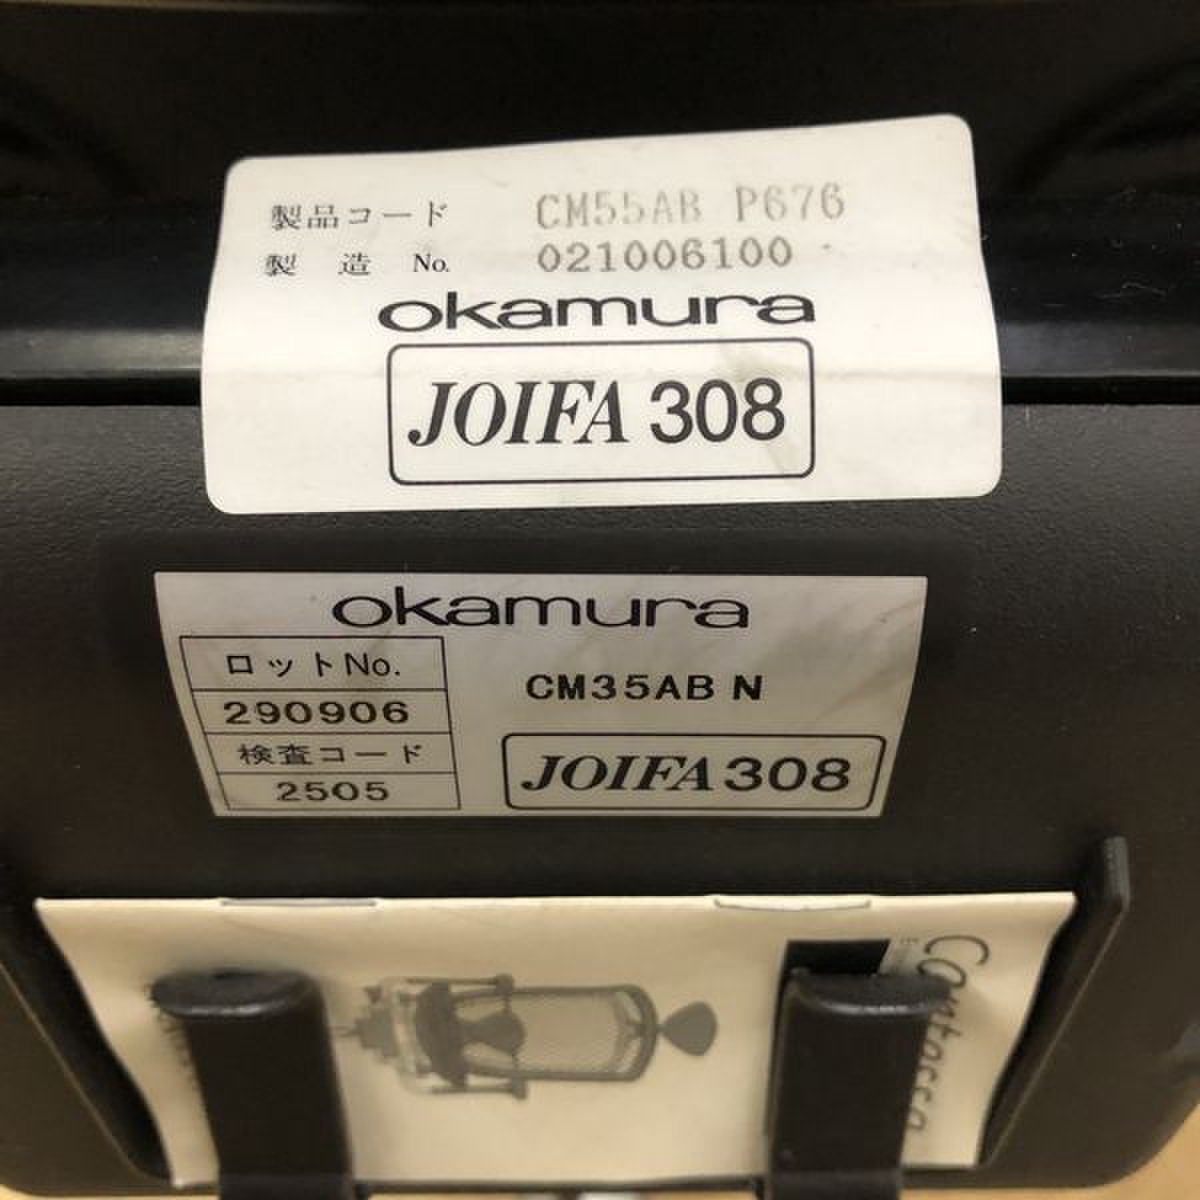 製品コード CM55AB P676
製 造 No. 021006100
okamura
JOIFA 308
okamura
ロットNo.
290906
検査コード
2505
CM35AB N
JOIFA 308
Contessa